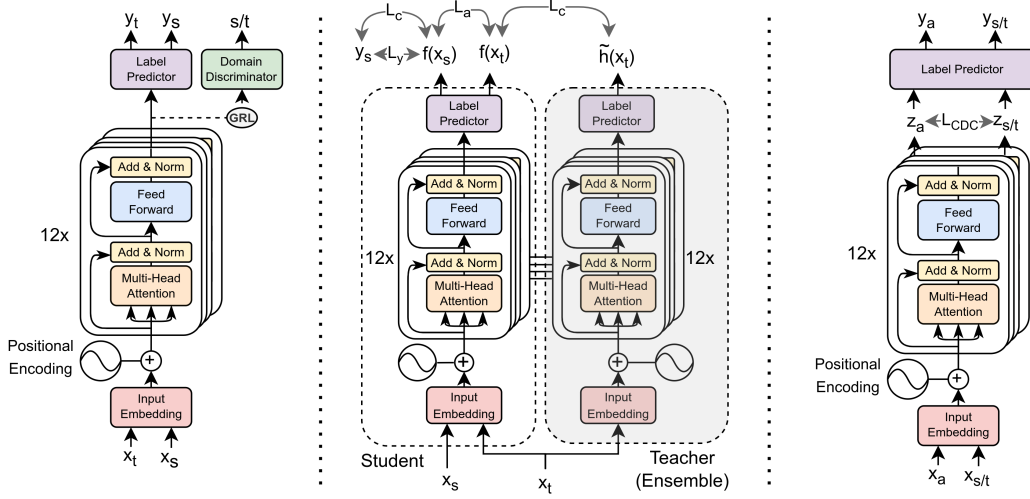 y_t y_s s/t
Label
Predictor
Domain
Discriminator
GRL
Add & Norm
Feed
Forward
12x
Add & Norm
Multi-Head
Attention
Positional
Encoding
+
Input
Embedding
x_t x_s
L_c L_a L_c
y_s L_y f(x_s) f(x_t) h̃(x_t)
Label
Predictor
Add & Norm
Feed
Forward
12x
Add & Norm
Multi-Head
Attention
+
Input
Embedding
Student
x_s x_t
Label
Predictor
Add & Norm
Feed
Forward
12x
Add & Norm
Multi-Head
Attention
+
Input
Embedding
Teacher
(Ensemble)
y_a y_s/t
Label Predictor
z_a L_CDC z_s/t
Add & Norm
Feed
Forward
12x
Add & Norm
Multi-Head
Attention
Positional
Encoding
+
Input
Embedding
x_a x_s/t